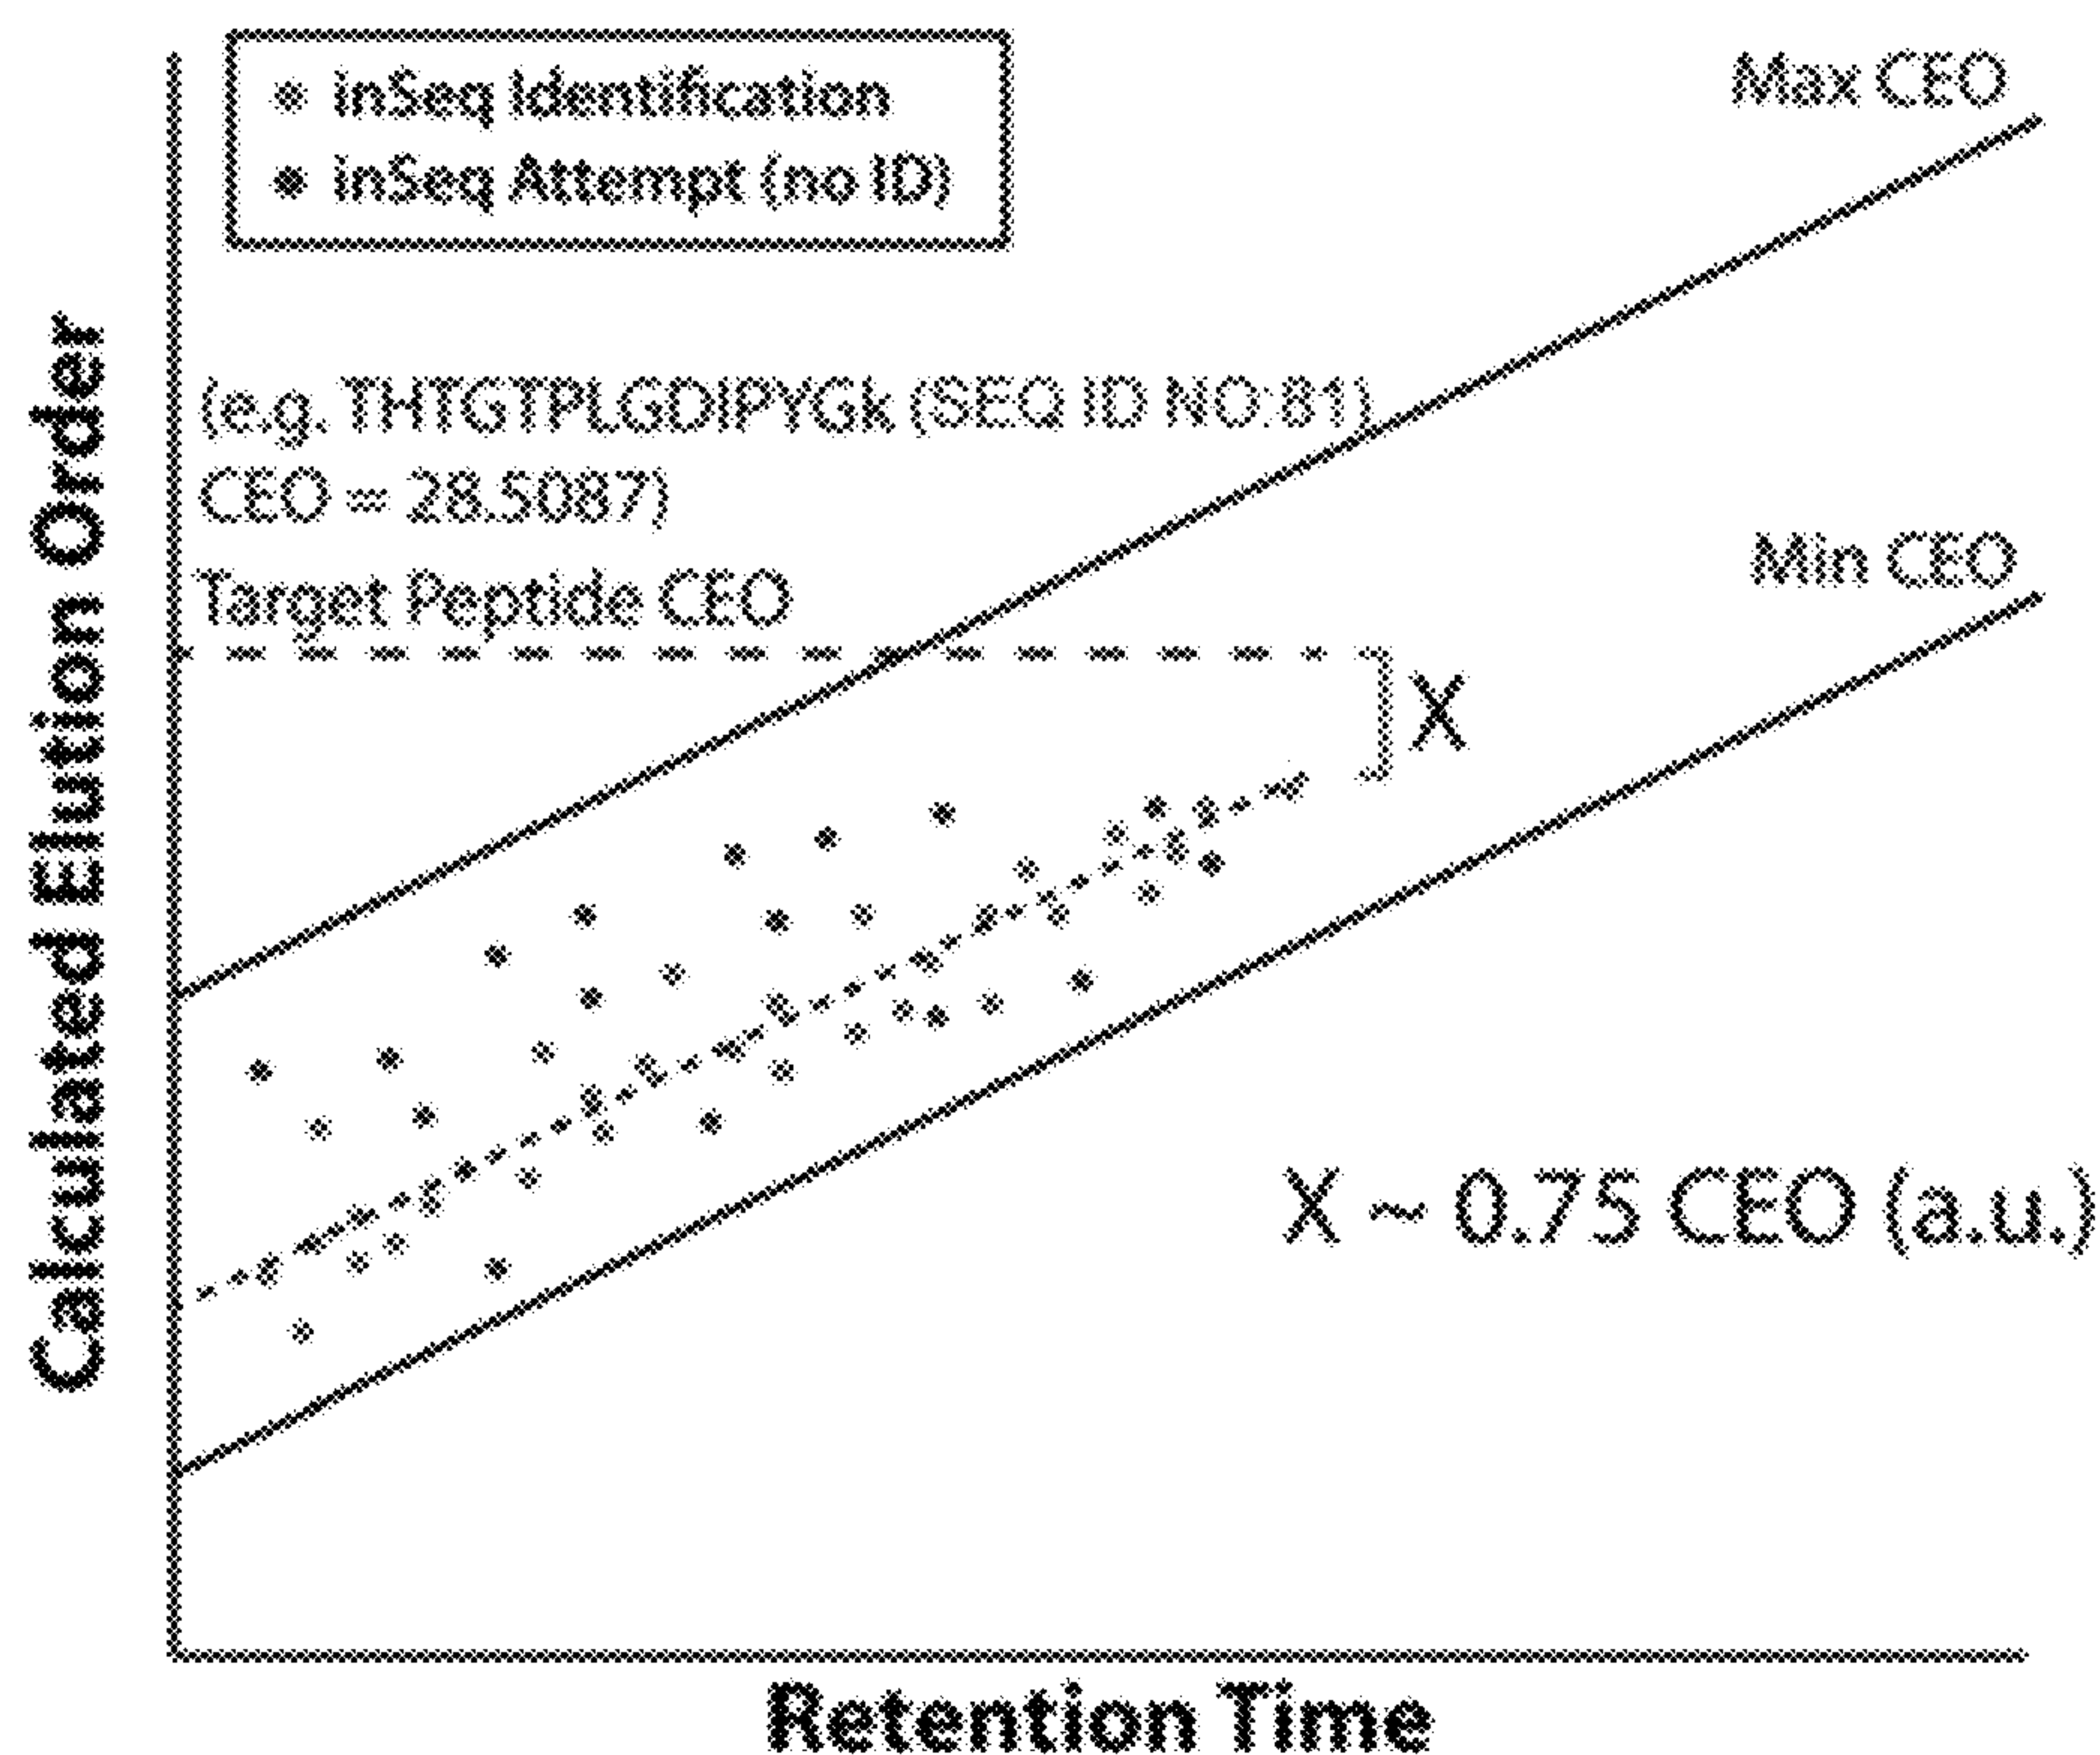 inSeq Identification
inSeq Attempt (no ID)
Max CEO
(e.g. THTGTPLGDIPYGk (SEQ ID NO:81)
CEO = 28.5087)
Target Peptide CEO
Min CEO
X
X ~ 0.75 CEO (a.u.)
Calculated Elution Order
Retention Time